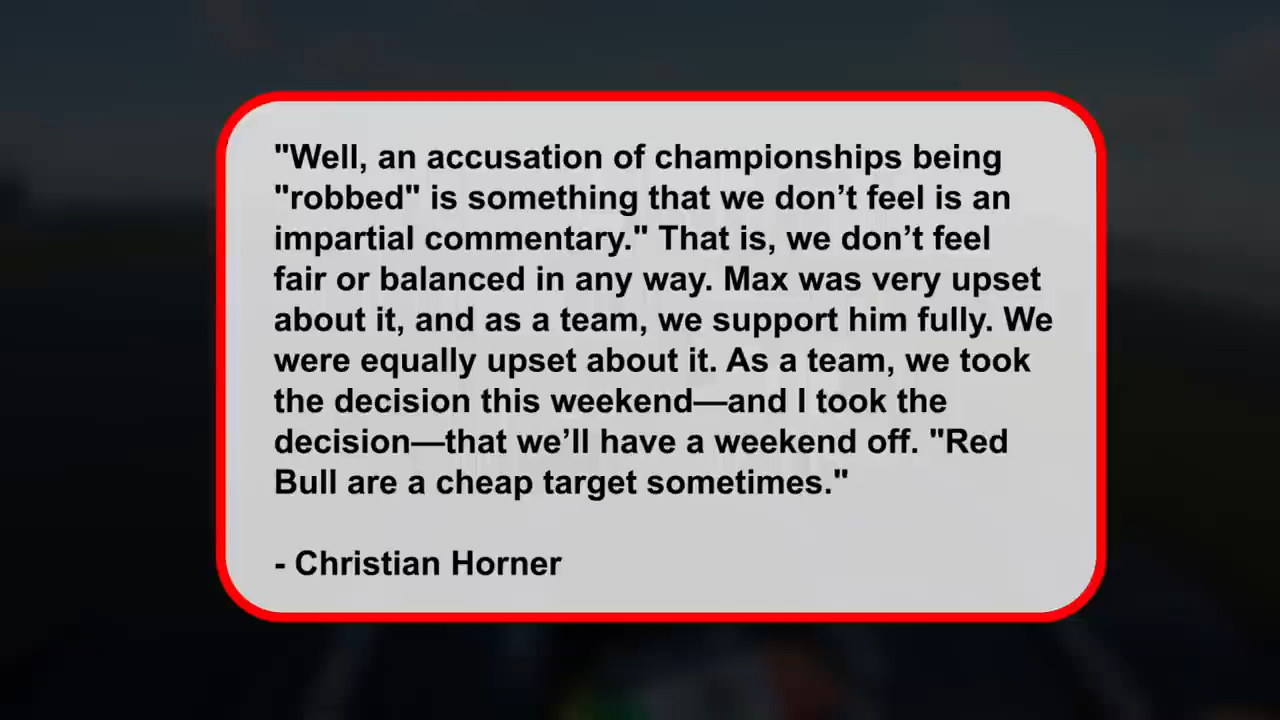 "Well, an accusation of championships being
"robbed" is something that we don’t feel is an
impartial commentary." That is, we don’t feel
fair or balanced in any way. Max was very upset
about it, and as a team, we support him fully. We
were equally upset about it. As a team, we took
the decision this weekend—and I took the
decision—that we’ll have a weekend off. "Red
Bull are a cheap target sometimes."
- Christian Horner